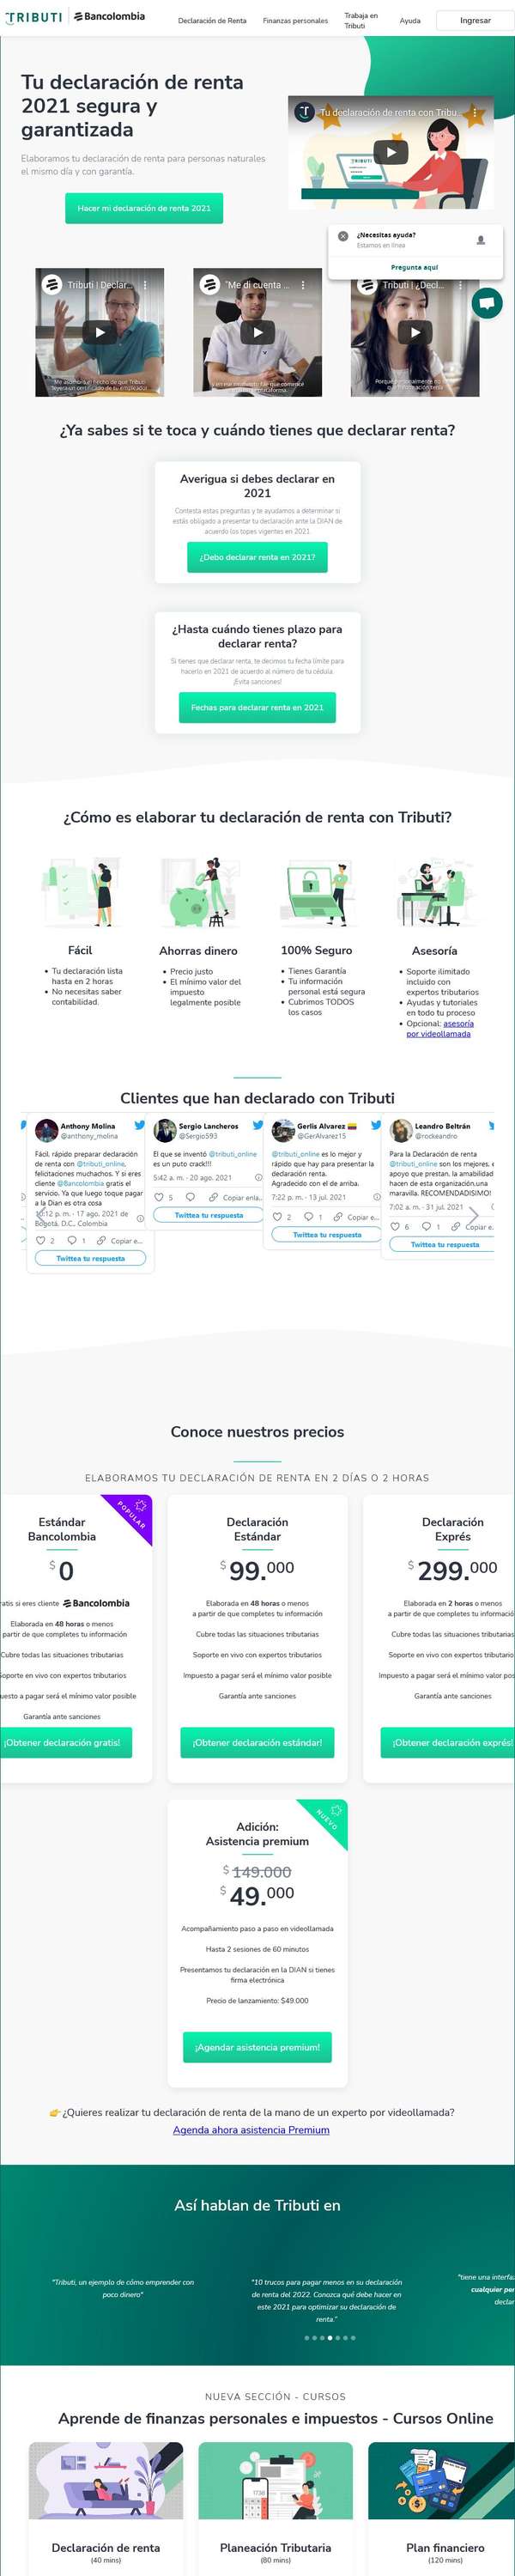 TRIBUTI Bancolombia
Declaración de Renta
Finanzas personales
Trabaja en
Tributi
Ayuda
Ingresar
Tu declaración de renta
2021 segura y
garantizada
Elaboramos tu declaración de renta para personas naturales
el mismo día y con garantía.
Hacer mi declaración de renta 2021
Tu declaración de renta con Tribu...
TRIBUTI
¿Necesitas ayuda?
Estamos en línea
Pregunta aquí
Tributi | Declar...
"Me di cuenta ...
Tributi | ¿Decl...
¿Ya sabes si te toca y cuándo tienes que declarar renta?
Averigua si debes declarar en
2021
Contesta estas preguntas y te ayudamos a determinar si
estás obligado a presentar tu declaración ante la DIAN de
acuerdo los topes vigentes en 2021
¿Debo declarar renta en 2021?
¿Hasta cuándo tienes plazo para
declarar renta?
Si tienes que declarar renta, te decimos tu fecha límite para
hacerlo en 2021 de acuerdo al número de tu cédula.
¡Evita sanciones!
Fechas para declarar renta en 2021
¿Cómo es elaborar tu declaración de renta con Tributi?
Fácil
• Tu declaración lista
hasta en 2 horas
• No necesitas saber
contabilidad.
Ahorras dinero
• Precio justo
• El mínimo valor del
impuesto
legalmente posible
100% Seguro
• Tienes Garantía
• Tu información
personal está segura
• Cubrimos TODOS
los casos
Asesoría
• Soporte ilimitado
incluido con
expertos tributarios
• Ayudas y tutoriales
en todo tu proceso
• Opcional: asesoría
por videollamada
Clientes que han declarado con Tributi
Anthony Molina
@anthony_molina
Fácil, rápido preparar declaración
de renta con @tributi_online,
felicitaciones muchachos. Y si eres
cliente @Bancolombia gratis el
servicio. Ya que luego toque pagar
a la Dian es otra cosa
p. m. · 17 ago. 2021 de
Bogotá, D.C., Colombia
2 1 Copiar e...
Twittea tu respuesta
Sergio Lancheros
@Sergio593
El que se inventó @tributi_online
es un puto crack!!!
5:42 a. m. · 20 ago. 2021
5 Copiar enla...
Twittea tu respuesta
Gerlis Alvarez
@GerAlvarez15
@tributi_online es lo mejor y
rápido que hay para presentar la
declaración renta.
Agradecido con el de arriba.
7:22 p. m. · 13 jul. 2021
2 1 Copiar e...
Twittea tu respuesta
Leandro Beltrán
@rockeandro
Para la Declaración de renta
@tributi_online son los mejores, e
apoyo que prestan, la amabilidad
hacen de esta organización,una
maravilla. RECOMENDADISIMO!
7:02 a. m. · 31 jul. 2021
6 1 Copiar e
Twittea tu respuesta
Conoce nuestros precios
ELABORAMOS TU DECLARACIÓN DE RENTA EN 2 DÍAS O 2 HORAS
POPULAR
Estándar
Bancolombia
$ 0
ratis si eres cliente Bancolombia
Elaborada en 48 horas o menos
partir de que completes tu información
Cubre todas las situaciones tributarias
Soporte en vivo con expertos tributarios
uesto a pagar será el mínimo valor posible
Garantía ante sanciones
¡Obtener declaración gratis!
Declaración
Estándar
$ 99.000
Elaborada en 48 horas o menos
a partir de que completes tu información
Cubre todas las situaciones tributarias
Soporte en vivo con expertos tributarios
Impuesto a pagar será el mínimo valor posible
Garantía ante sanciones
¡Obtener declaración estándar!
Declaración
Exprés
$ 299.000
Elaborada en 2 horas o menos
a partir de que completes tu informació
Cubre todas las situaciones tributarias
Soporte en vivo con expertos tributario
Impuesto a pagar será el mínimo valor pos
Garantía ante sanciones
¡Obtener declaración exprés!
NUEVO
Adición:
Asistencia premium
$ 149.000
$ 49.000
Acompañamiento paso a paso en videollamada
Hasta 2 sesiones de 60 minutos
Presentamos tu declaración en la DIAN si tienes
firma electrónica
Precio de lanzamiento: $49.000
¡Agendar asistencia premium!
¿Quieres realizar tu declaración de renta de la mano de un experto por videollamada?
Agenda ahora asistencia Premium
Así hablan de Tributi en
"Tributi, un ejemplo de cómo emprender con
poco dinero"
"10 trucos para pagar menos en su declaración
de renta del 2022. Conozca qué debe hacer en
este 2021 para optimizar su declaración de
renta."
"tiene una interfa
cualquier per
declar
NUEVA SECCIÓN - CURSOS
Aprende de finanzas personales e impuestos - Cursos Online
Declaración de renta
(40 mins)
Planeación Tributaria
(80 mins)
Plan financiero
(120 mins)